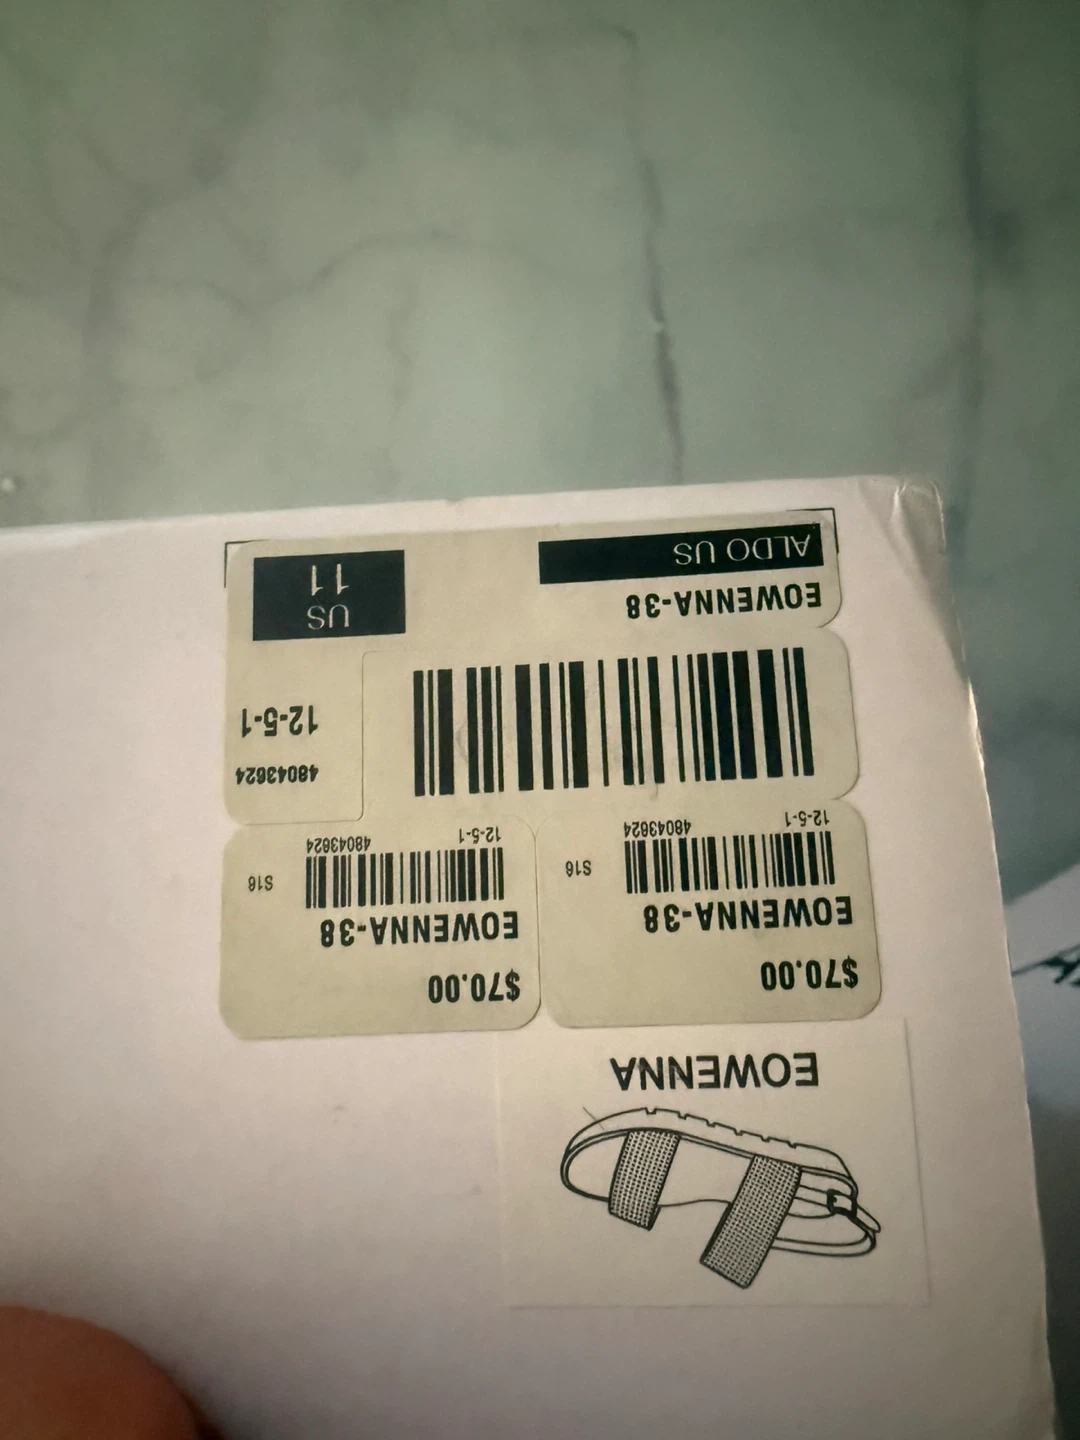 EOWENNA
$70.00
EOWENNA-38
12-5-1 48043624
S16
$70.00
EOWENNA-38
12-5-1 48043624
S16
48043624
12-5-1
EOWENNA-38
ALDO US
US
11